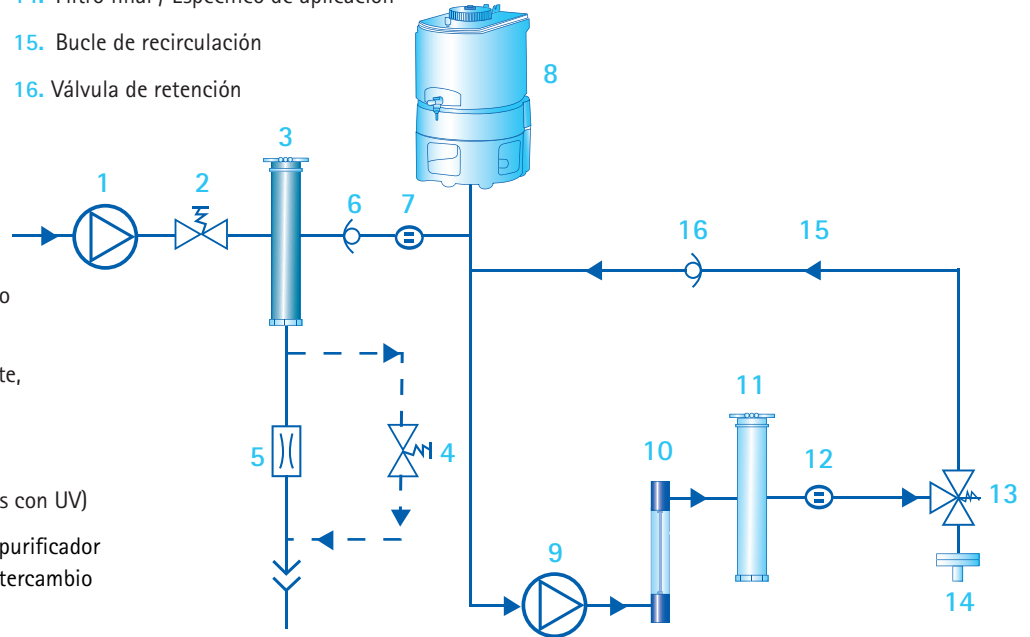 14. Filtro final / Específico de aplicación
15. Bucle de recirculación
16. Válvula de retención
8
3
1
2
6
7
16
15
o
te,
11
5
4
10
12
s con UV)
13
purificador
9
tercambio
14